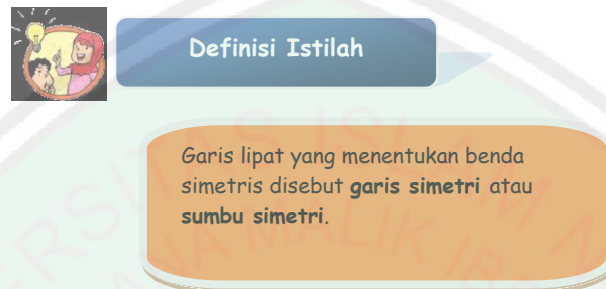 Definisi Istilah
Garis lipat yang menentukan benda
simetris disebut garis simetri atau
sumbu simetri.